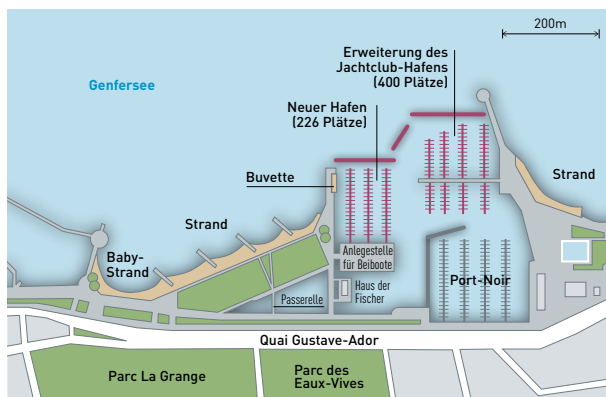 200m
Erweiterung des
Jachtclub-Hafens
(400 Plätze)
Genfersee
Neuer Hafen
(226 Plätze)
Buvette
Strand
Strand
Baby-
Strand
Anlegestelle
für Beiboote
Port-Noir
Haus der
Fischer
Passerelle
Quai Gustave-Ador
Parc La Grange
Parc des
Eaux-Vives